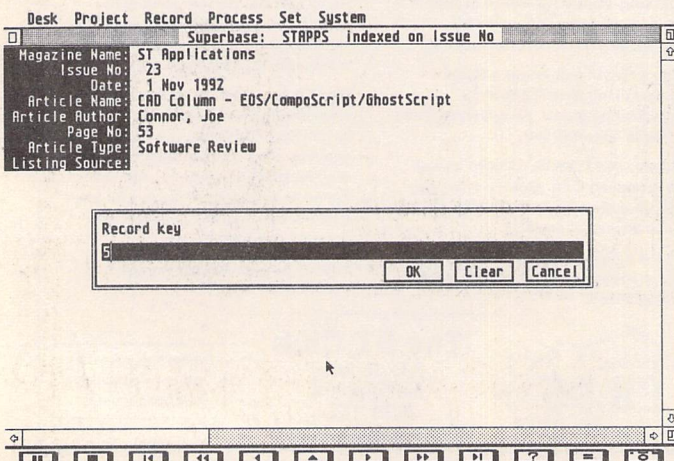 Desk Project Record Process Set System
Superbase: STAPPS indexed on Issue No
Magazine Name: ST Applications
Issue No: 23
Date: 1 Nov 1992
Article Name: CAD Column - EOS/CompoScript/GhostScript
Article Author: Connor, Joe
Page No: 53
Article Type: Software Review
Listing Source:
Record key
5
OK Clear Cancel
? =